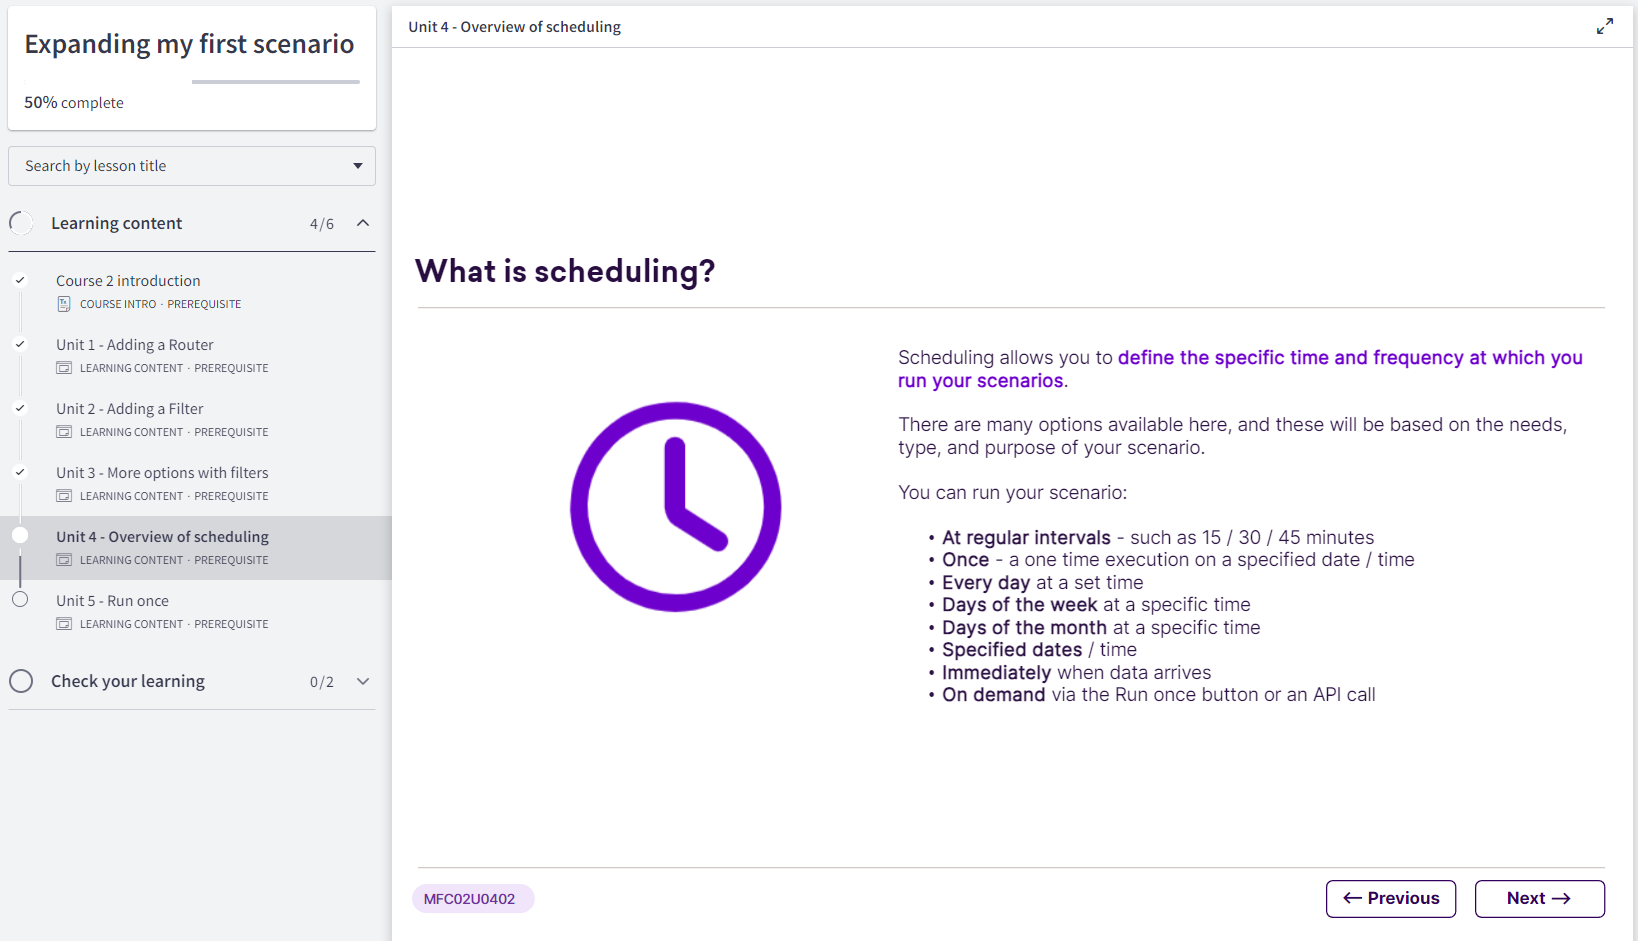 Expanding my first scenario
50% complete
Search by lesson title
Learning content 4/6
Course 2 introduction
COURSE INTRO · PREREQUISITE
Unit 1 - Adding a Router
LEARNING CONTENT · PREREQUISITE
Unit 2 - Adding a Filter
LEARNING CONTENT · PREREQUISITE
Unit 3 - More options with filters
LEARNING CONTENT · PREREQUISITE
Unit 4 - Overview of scheduling
LEARNING CONTENT · PREREQUISITE
Unit 5 - Run once
LEARNING CONTENT · PREREQUISITE
Check your learning 0/2
Unit 4 - Overview of scheduling
What is scheduling?
Scheduling allows you to define the specific time and frequency at which you
run your scenarios.
There are many options available here, and these will be based on the needs,
type, and purpose of your scenario.
You can run your scenario:
• At regular intervals - such as 15 / 30 / 45 minutes
• Once - a one time execution on a specified date / time
• Every day at a set time
• Days of the week at a specific time
• Days of the month at a specific time
• Specified dates / time
• Immediately when data arrives
• On demand via the Run once button or an API call
MFC02U0402
← Previous
Next →